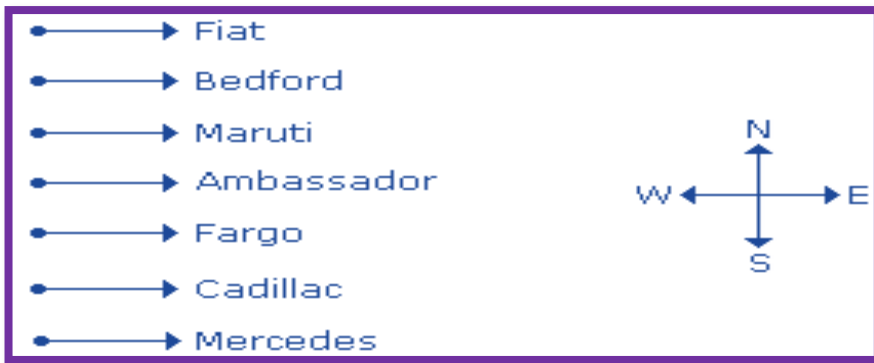 Fiat
Bedford
Maruti
Ambassador
Fargo
Cadillac
Mercedes
N
W E
S